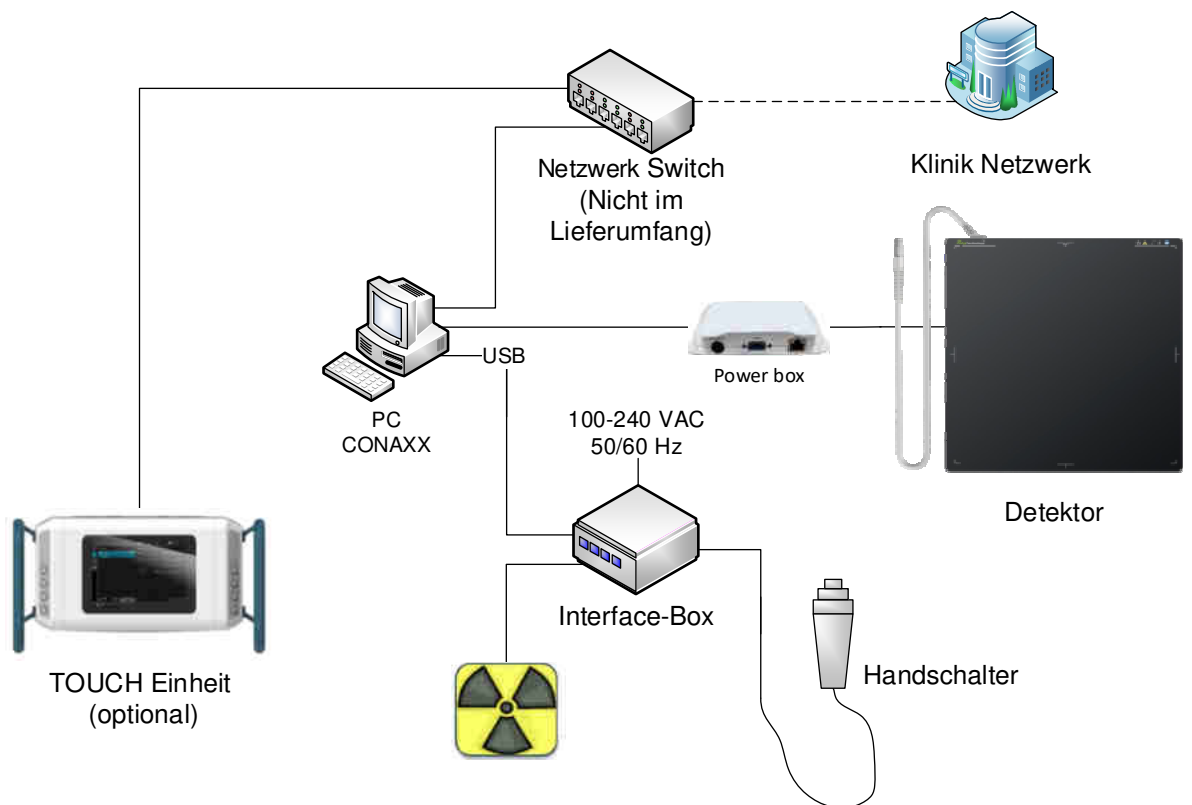 Netzwerk Switch
(Nicht im
Lieferumfang)
Klinik Netzwerk
USB
PC
CONAXX
Power box
100-240 VAC
50/60 Hz
Detektor
Interface-Box
TOUCH Einheit
(optional)
Handschalter